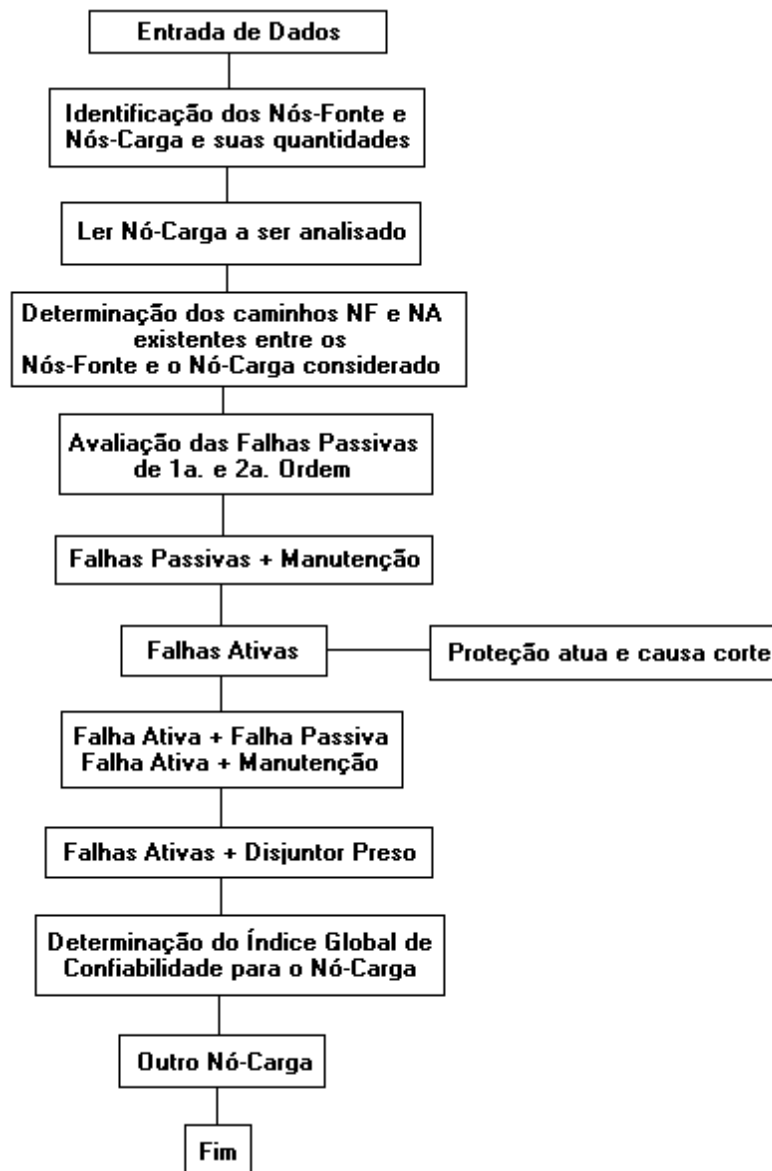 Entrada de Dados
Identificação dos Nós-Fonte e
Nós-Carga e suas quantidades
Ler Nó-Carga a ser analisado
Determinação dos caminhos NF e NA
existentes entre os
Nós-Fonte e o Nó-Carga considerado
Avaliação das Falhas Passivas
de 1a. e 2a. Ordem
Falhas Passivas + Manutenção
Falhas Ativas
Proteção atua e causa corte
Falha Ativa + Falha Passiva
Falha Ativa + Manutenção
Falhas Ativas + Disjuntor Preso
Determinação do Índice Global de
Confiabilidade para o Nó-Carga
Outro Nó-Carga
Fim